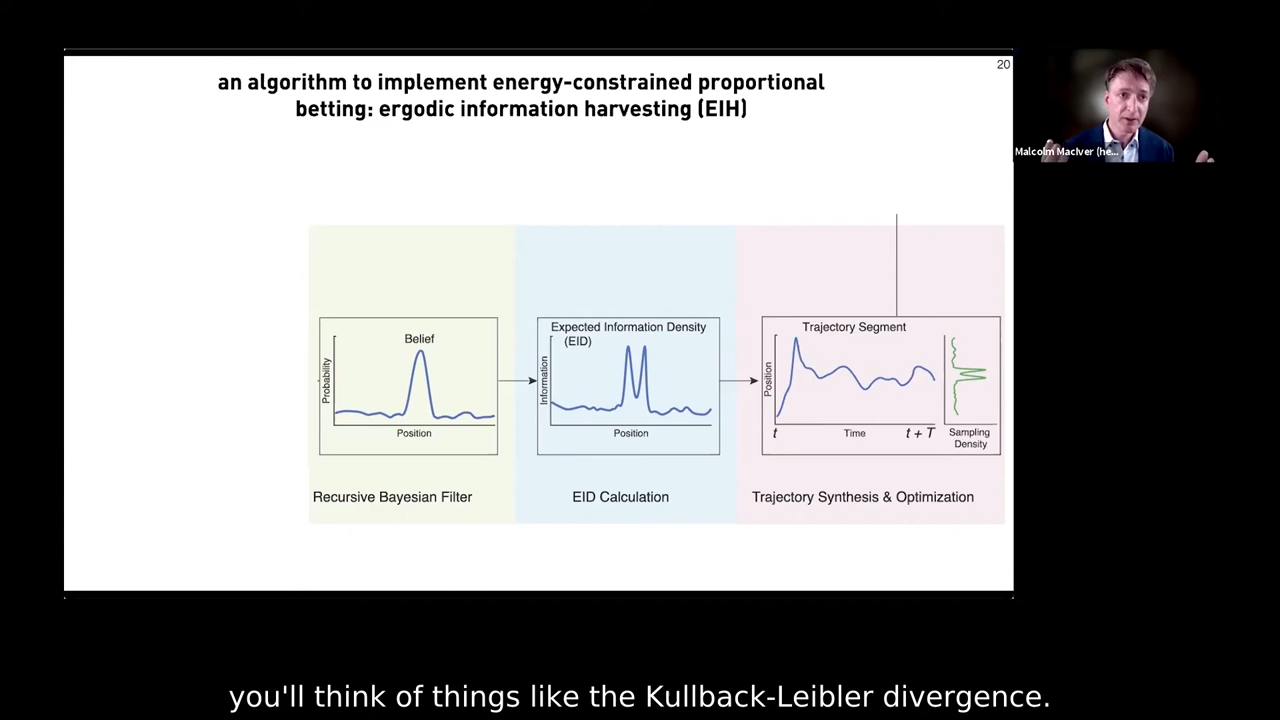 20
an algorithm to implement energy-constrained proportional
betting: ergodic information harvesting (EIH)
Malcolm MacIver (he...
Belief
Probability
Position
Recursive Bayesian Filter
Expected Information Density
(EID)
Information
Position
EID Calculation
Trajectory Segment
Position
t
Time
t + T
Sampling
Density
Trajectory Synthesis & Optimization
you'll think of things like the Kullback-Leibler divergence.